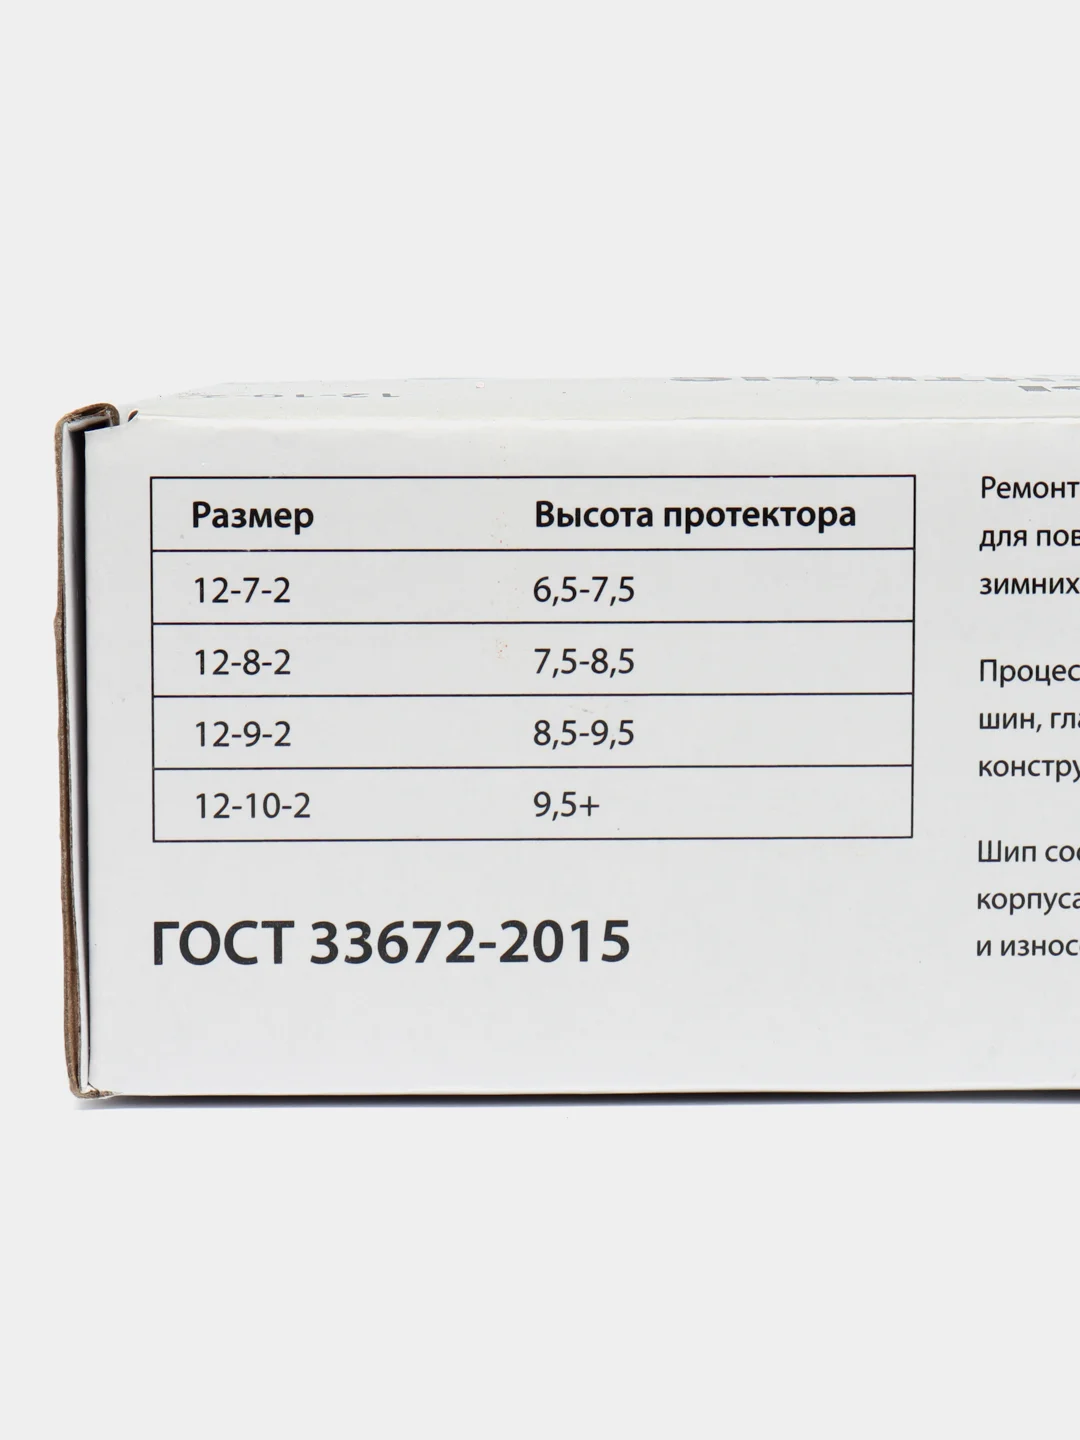 Размер Высота протектора
12-7-2 6,5-7,5
12-8-2 7,5-8,5
12-9-2 8,5-9,5
12-10-2 9,5+
ГОСТ 33672-2015
Ремонт
для пов
зимних
Процес
шин, гла
констру
Шип сос
корпуса
и износ